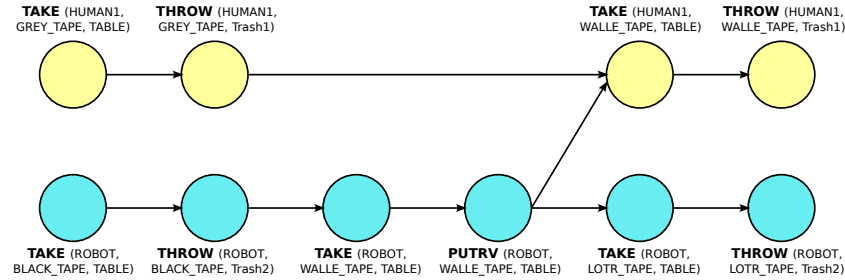 TAKE (HUMAN1,
GREY_TAPE, TABLE)
THROW (HUMAN1,
GREY_TAPE, Trash1)
TAKE (HUMAN1,
WALLE_TAPE, TABLE)
THROW (HUMAN1,
WALLE_TAPE, Trash1)
TAKE (ROBOT,
BLACK_TAPE, TABLE)
THROW (ROBOT,
BLACK_TAPE, Trash2)
TAKE (ROBOT,
WALLE_TAPE, TABLE)
PUTRV (ROBOT,
WALLE_TAPE, TABLE)
TAKE (ROBOT,
LOTR_TAPE, TABLE)
THROW (ROBOT,
LOTR_TAPE, Trash2)